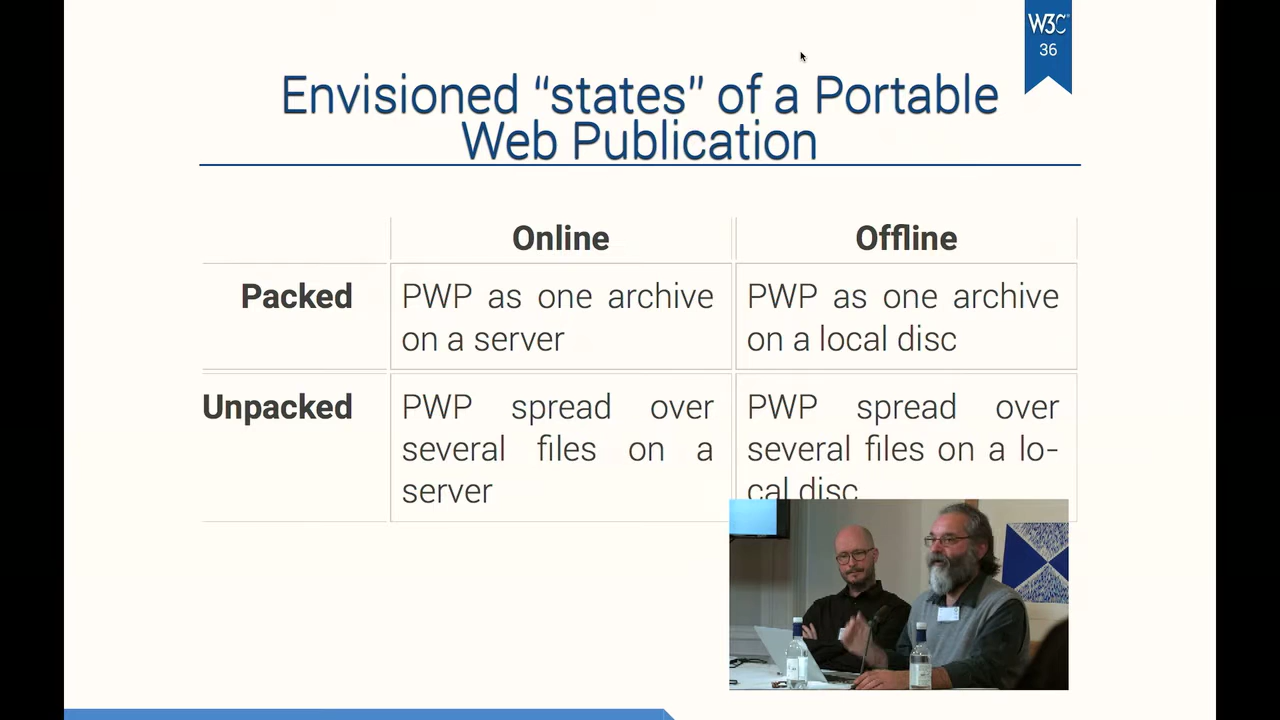 W3C
36
Envisioned “states” of a Portable
Web Publication
Online Offline
Packed
PWP as one archive
on a server
PWP as one archive
on a local disc
Unpacked
PWP spread over
several files on a
server
PWP spread over
several files on a lo-
cal disc